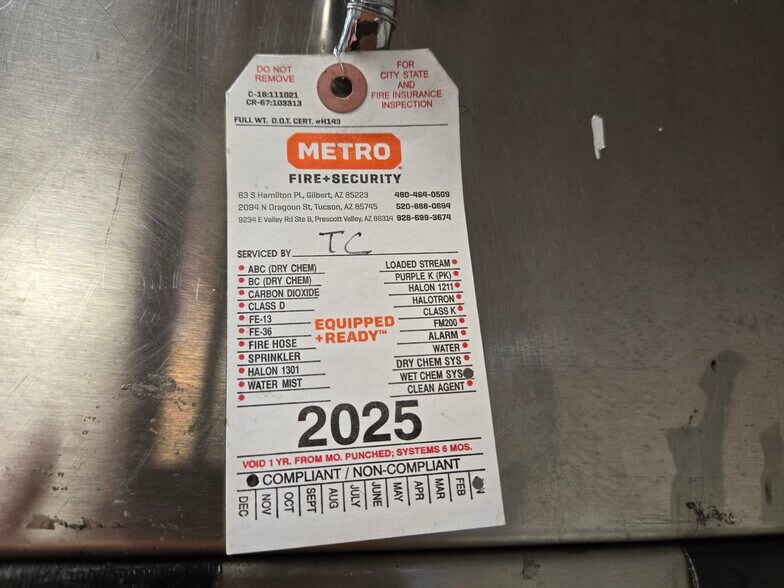 DO NOT
REMOVE
FOR
CITY STATE
AND
FIRE INSURANCE
INSPECTION
C-16:111021
CR-67:103313
FULL WT. D.O.T. CERT. #H143
METRO
FIRE+SECURITY
63 S Hamilton Pl., Gilbert, AZ 85223 480-464-0509
2094 N Dragoon St, Tucson, AZ 85745 520-888-0694
9234 E Valley Rd Ste B, Prescott Valley, AZ 86314 928-699-3674
SERVICED BY TC
ABC (DRY CHEM)
BC (DRY CHEM)
CARBON DIOXIDE
CLASS D
FE-13
FE-36
FIRE HOSE
SPRINKLER
HALON 1301
WATER MIST
EQUIPPED
+READY™
LOADED STREAM
PURPLE K (PK)
HALON 1211
HALOTRON
CLASS K
FM200
ALARM
WATER
DRY CHEM SYS
WET CHEM SYS
CLEAN AGENT
2025
VOID 1 YR. FROM MO. PUNCHED; SYSTEMS 6 MOS.
COMPLIANT / NON-COMPLIANT
DEC
NOV
OCT
SEPT
AUG
JULY
JUNE
MAY
APR
MAR
FEB